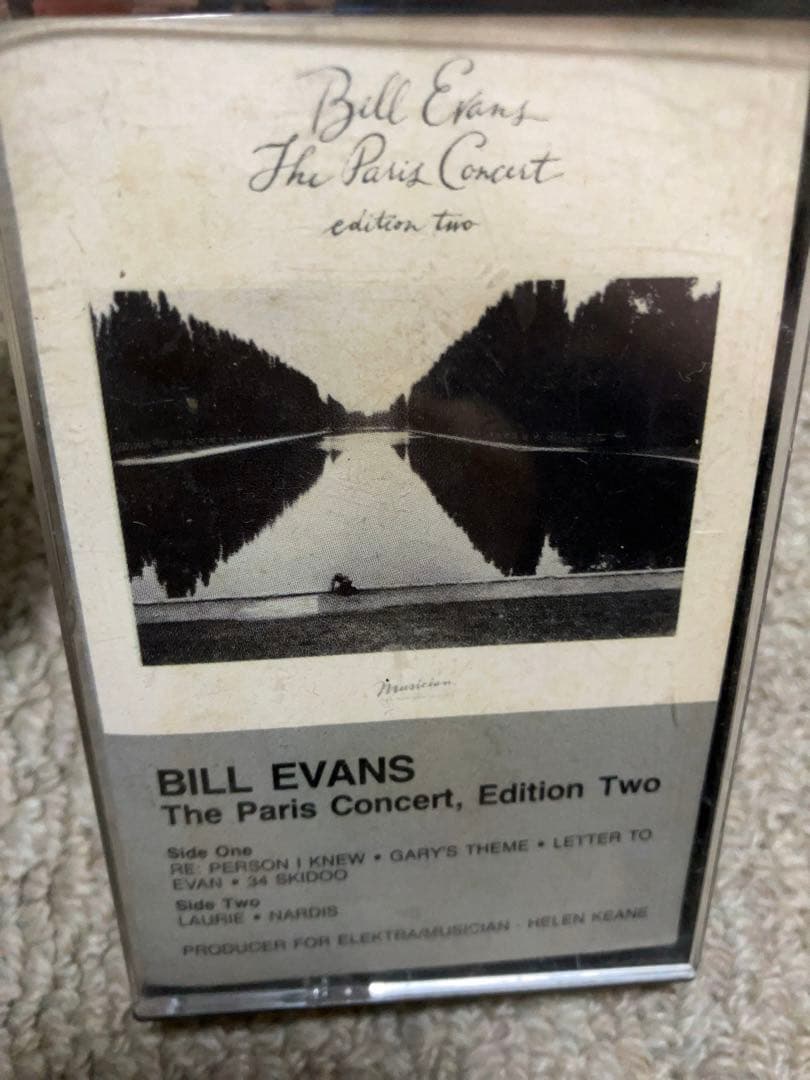 Bill Evans
The Paris Concert
edition two
Musician
BILL EVANS
The Paris Concert, Edition Two
Side One
RE: PERSON I KNEW • GARY'S THEME • LETTER TO
EVAN • 34 SKIDOO
Side Two
LAURIE • NARDIS
PRODUCER FOR ELEKTRA/MUSICIAN - HELEN KEANE